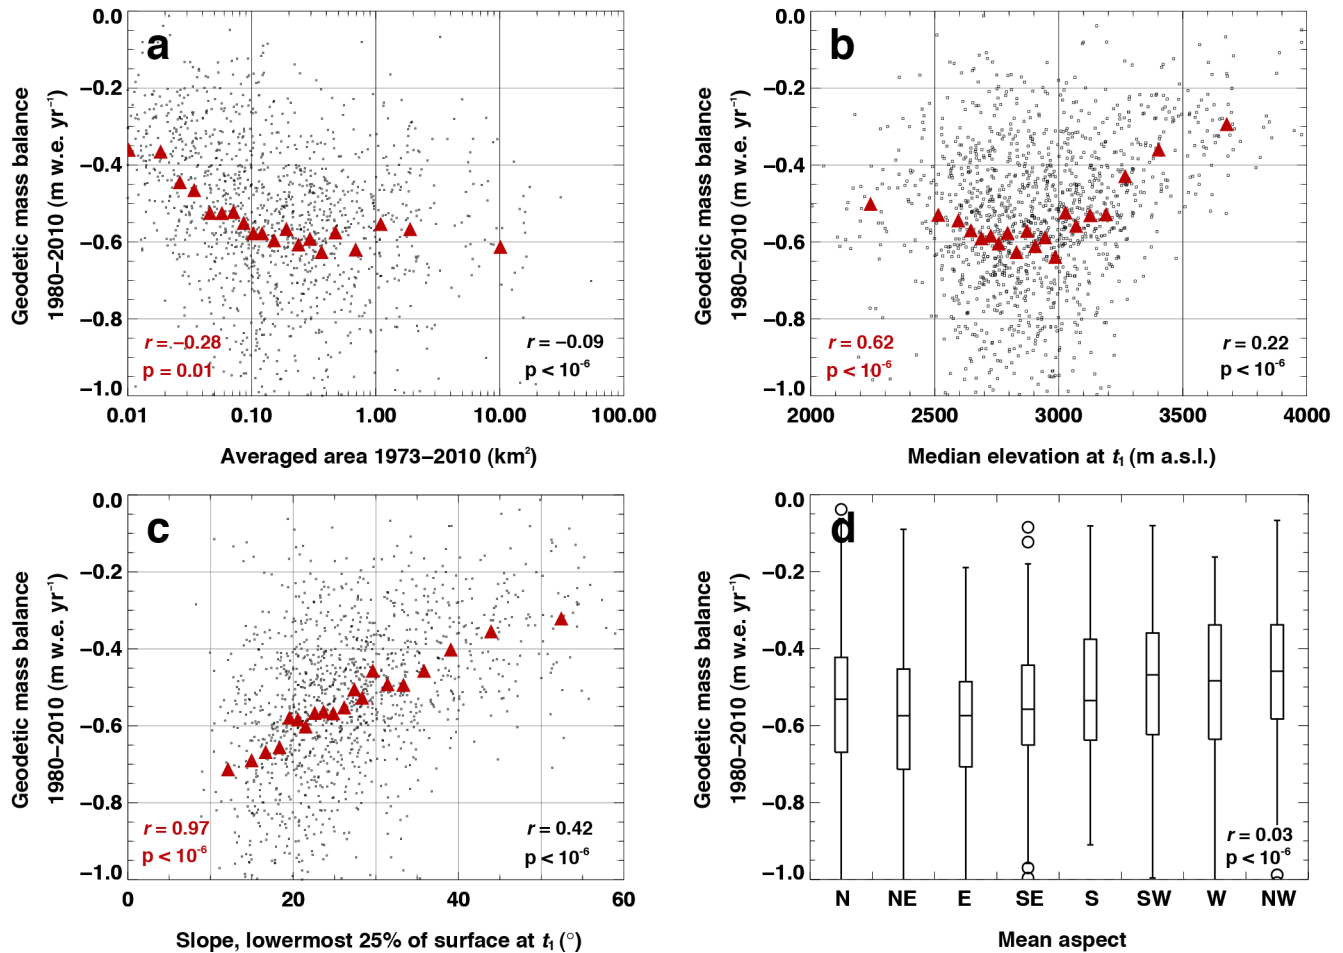 a
Geodetic mass balance
1980–2010 (m w.e. yr⁻¹)
0.0
−0.2
−0.4
−0.6
−0.8
−1.0
r = −0.28
p = 0.01
r = −0.09
p < 10⁻⁶
0.01 0.10 1.00 10.00 100.00
Averaged area 1973–2010 (km²)
b
Geodetic mass balance
1980–2010 (m w.e. yr⁻¹)
0.0
−0.2
−0.4
−0.6
−0.8
−1.0
r = 0.62
p < 10⁻⁶
r = 0.22
p < 10⁻⁶
2000 2500 3000 3500 4000
Median elevation at t₁ (m a.s.l.)
c
Geodetic mass balance
1980–2010 (m w.e. yr⁻¹)
0.0
−0.2
−0.4
−0.6
−0.8
−1.0
r = 0.97
p < 10⁻⁶
r = 0.42
p < 10⁻⁶
0 20 40 60
Slope, lowermost 25% of surface at t₁ (°)
d
Geodetic mass balance
1980–2010 (m w.e. yr⁻¹)
0.0
−0.2
−0.4
−0.6
−0.8
−1.0
r = 0.03
p < 10⁻⁶
N NE E SE S SW W NW
Mean aspect